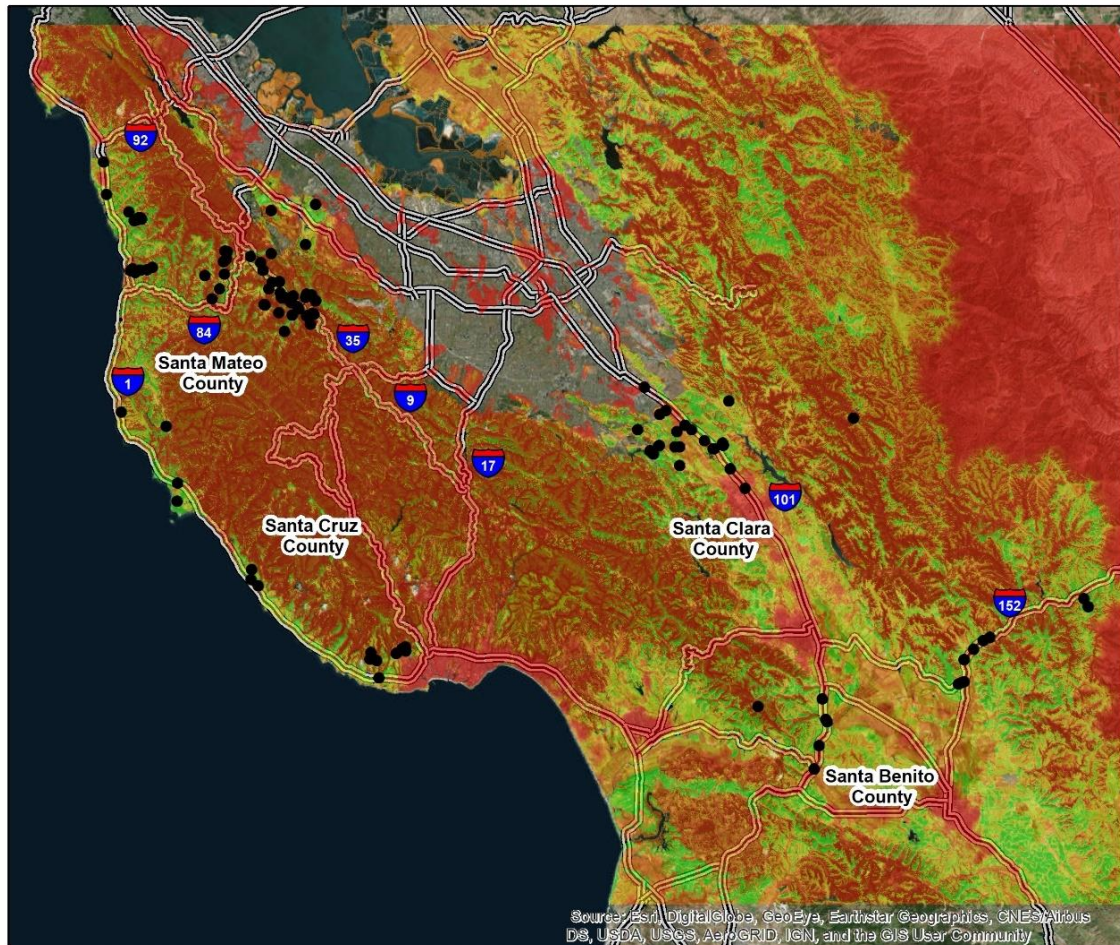 92
84
Santa Mateo
County
35
1
9
17
Santa Cruz
County
101
Santa Clara
County
152
Santa Benito
County
Source: Esri, DigitalGlobe, GeoEye, Earthstar Geographics, CNES/Airbus
DS, USDA, USGS, AeroGRID, IGN, and the GIS User Community